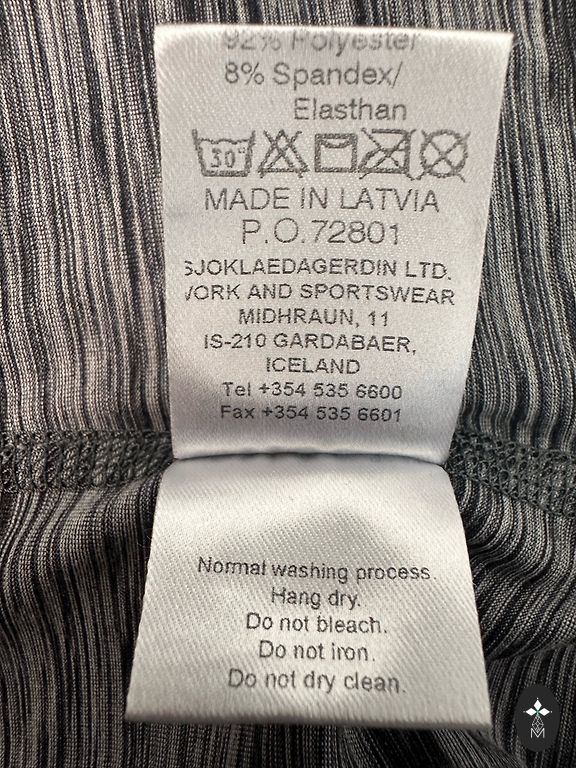 92% Polyester
8% Spandex/
Elasthan
30°
MADE IN LATVIA
P.O.72801
SJOKLAEDAGERDIN LTD.
WORK AND SPORTSWEAR
MIDHRAUN, 11
IS-210 GARDABAER,
ICELAND
Tel +354 535 6600
Fax +354 535 6601
Normal washing process.
Hang dry.
Do not bleach.
Do not iron.
Do not dry clean.
M